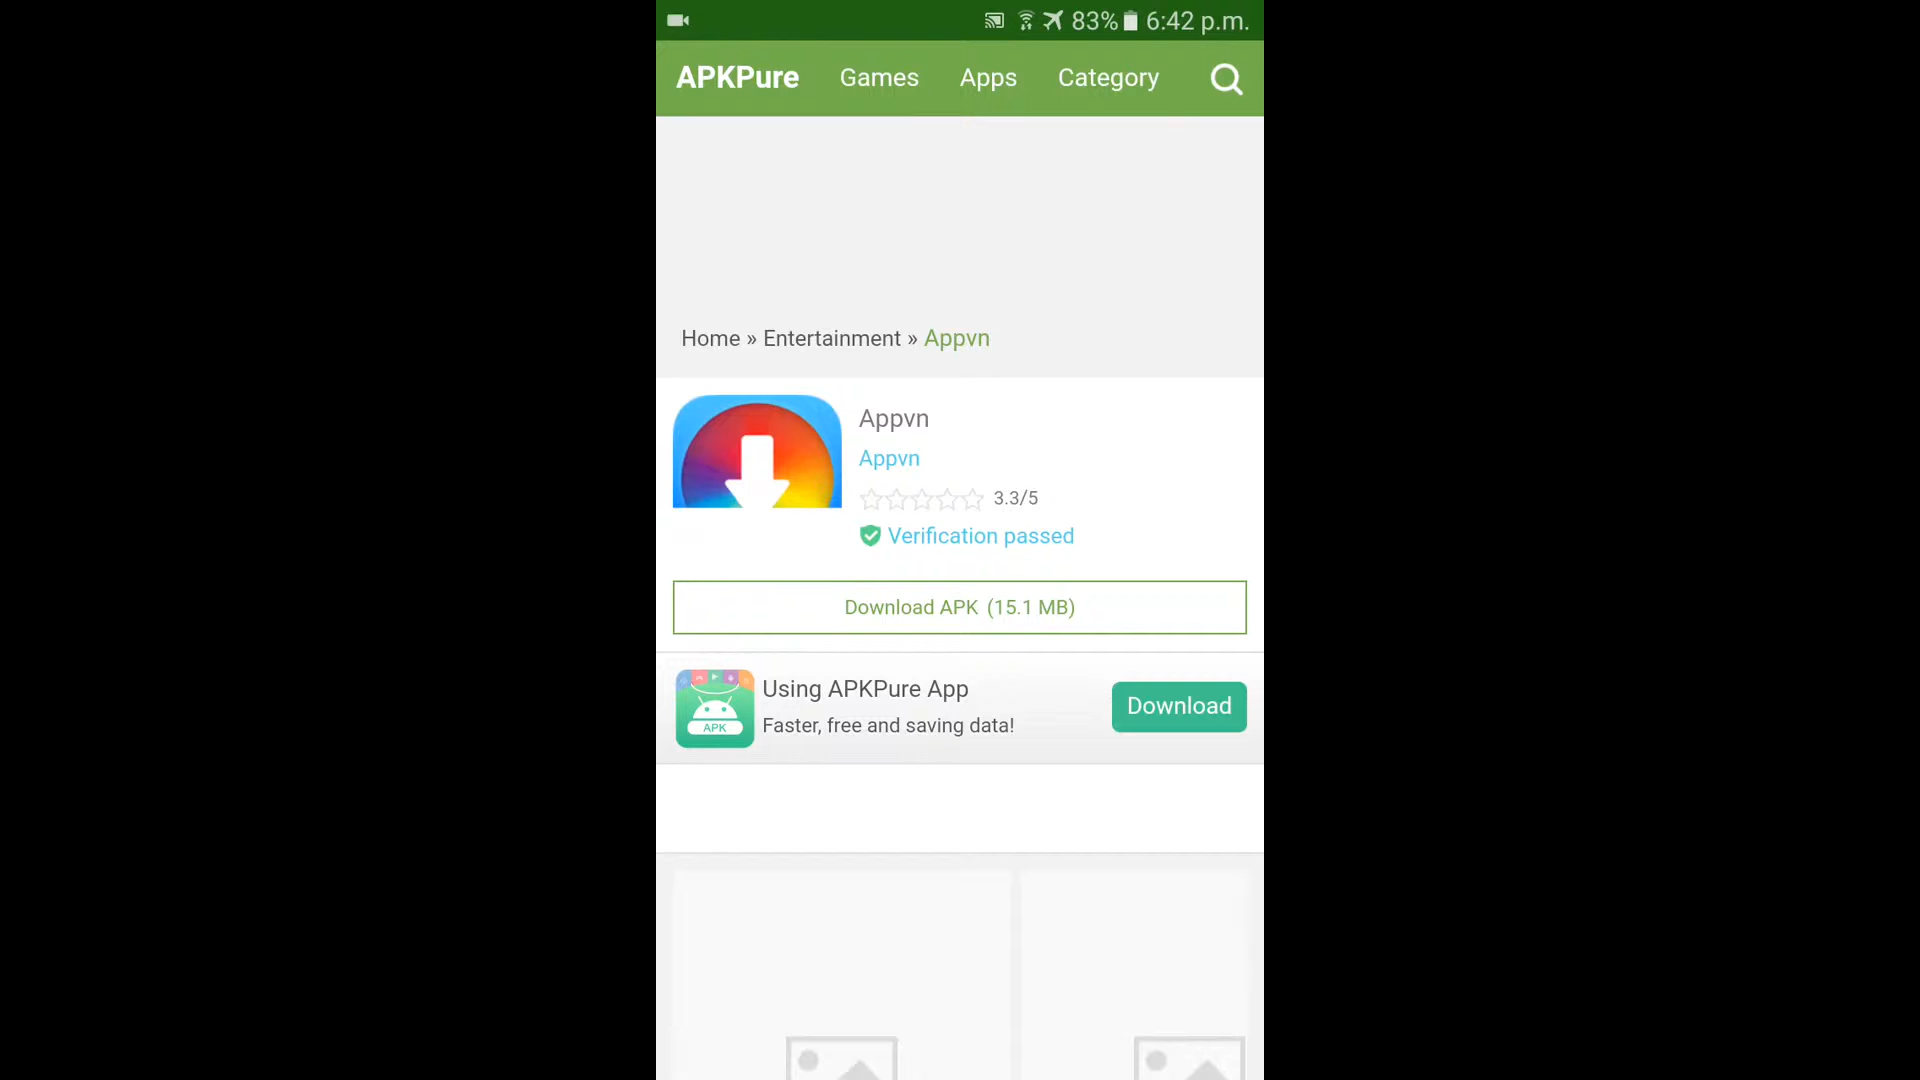 83% 6:42 p.m.
APKPure Games Apps Category
Home » Entertainment » Appvn
Appvn
Appvn
3.3/5
Verification passed
Download APK (15.1 MB)
Using APKPure App
Faster, free and saving data!
Download
APK